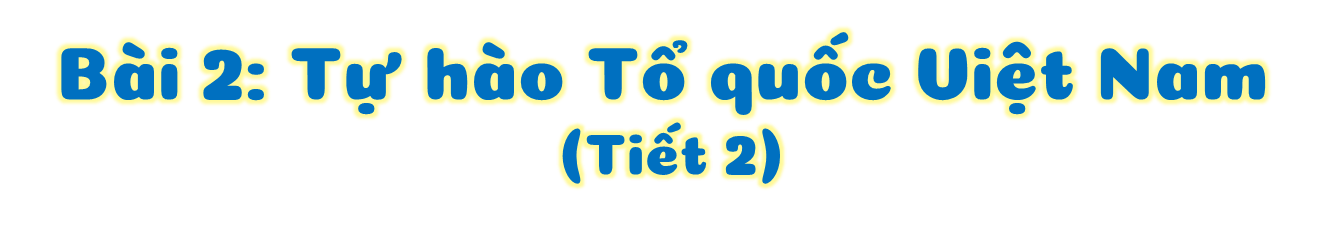 Bài 2: Tự hào Tổ quốc Việt Nam
(Tiết 2)